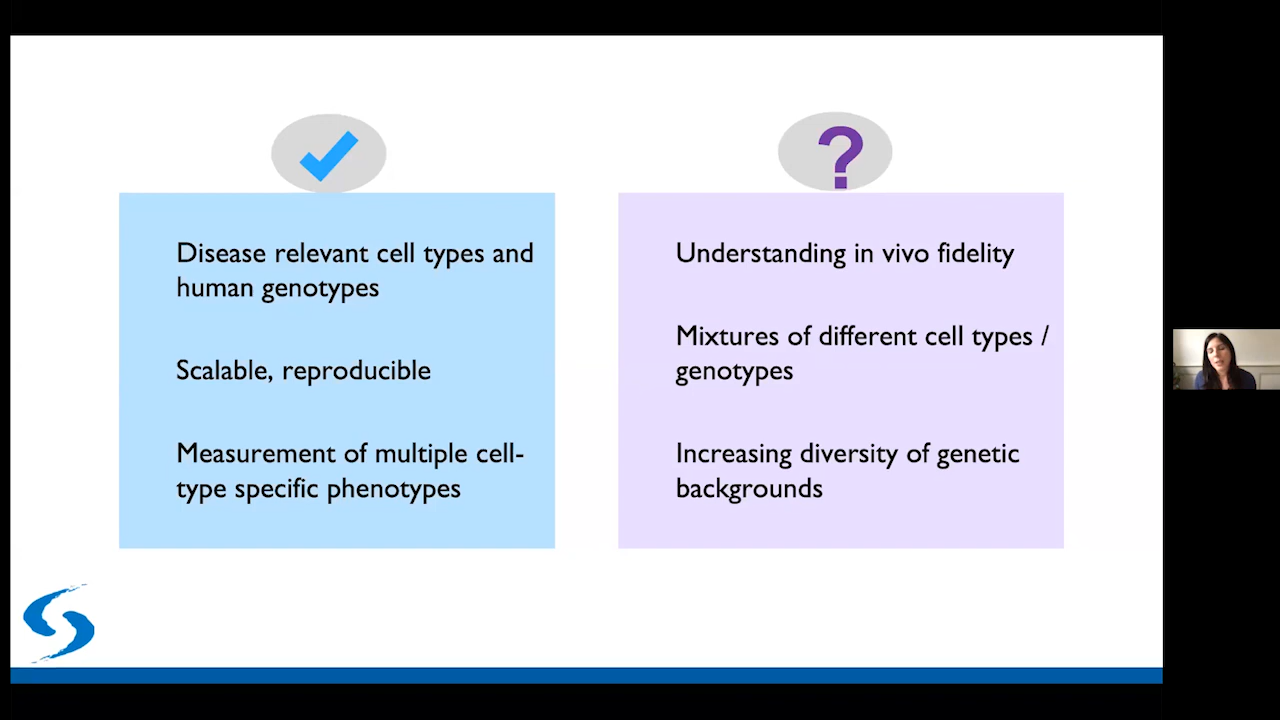 Disease relevant cell types and
human genotypes
Scalable, reproducible
Measurement of multiple cell-
type specific phenotypes
?
Understanding in vivo fidelity
Mixtures of different cell types /
genotypes
Increasing diversity of genetic
backgrounds